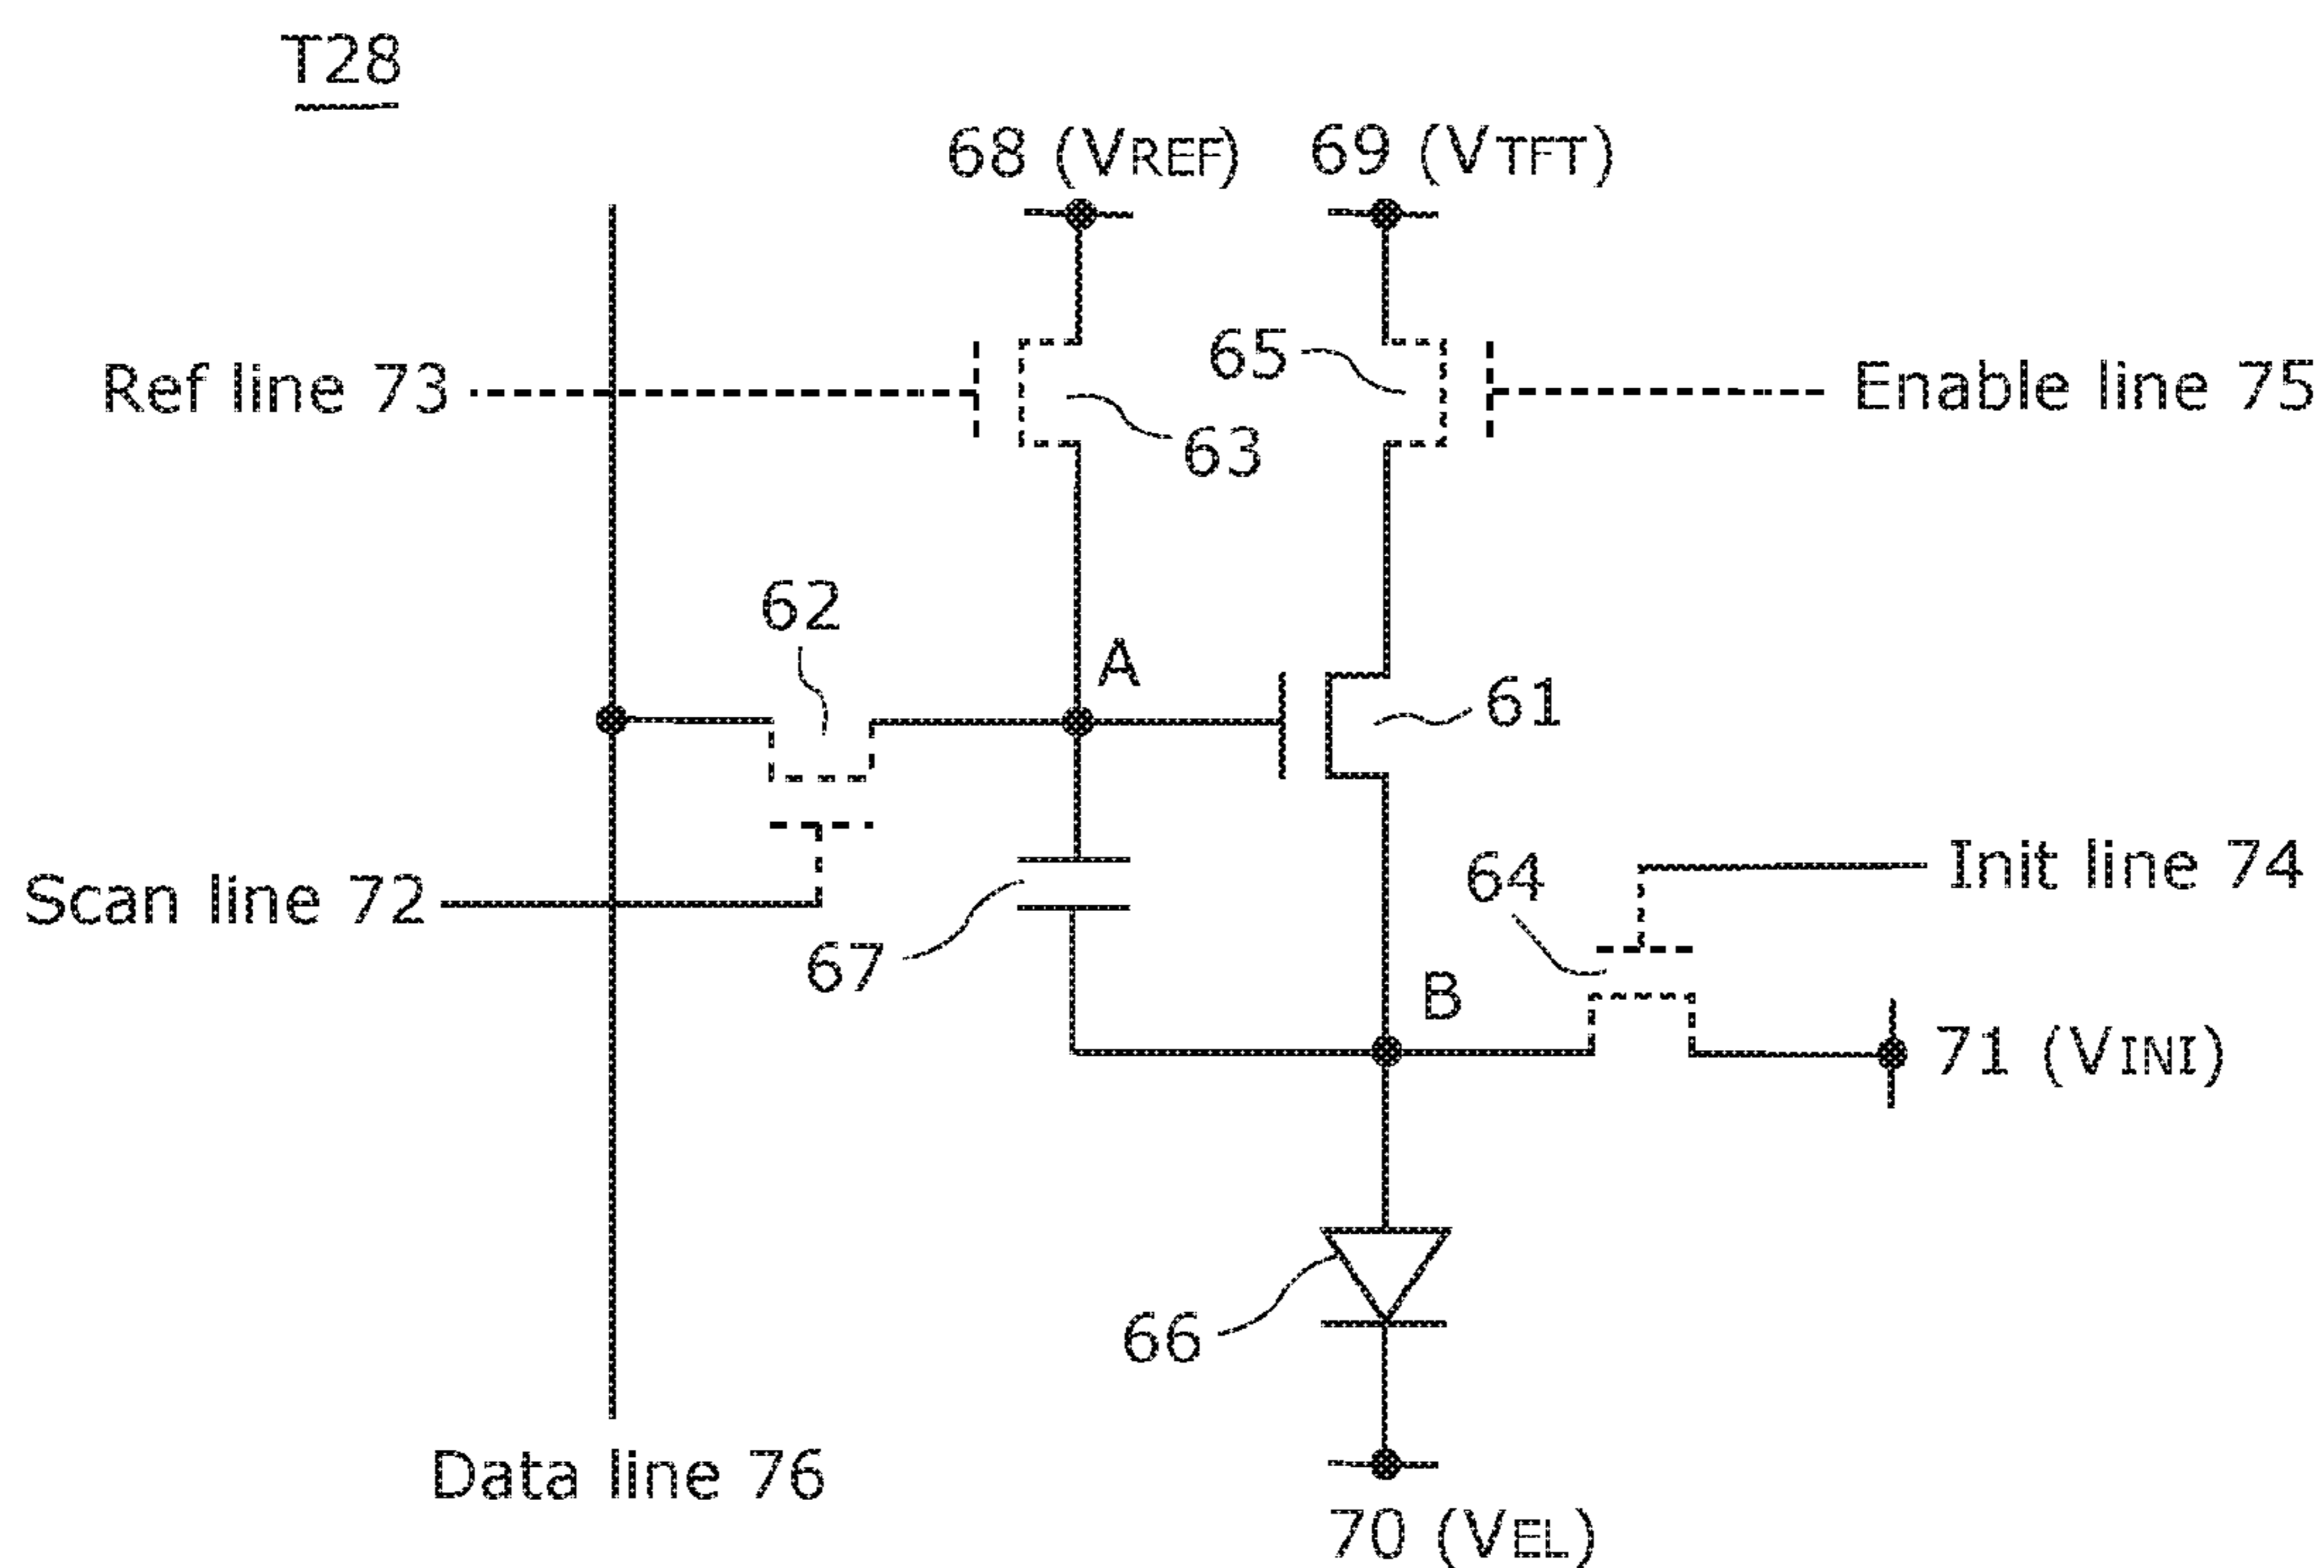 T28
68 (VREF)
69 (VTFT)
Ref line 73
65
Enable line 75
63
62
A
61
Scan line 72
67
64
Init line 74
B
71 (VINI)
66
Data line 76
70 (VEL)